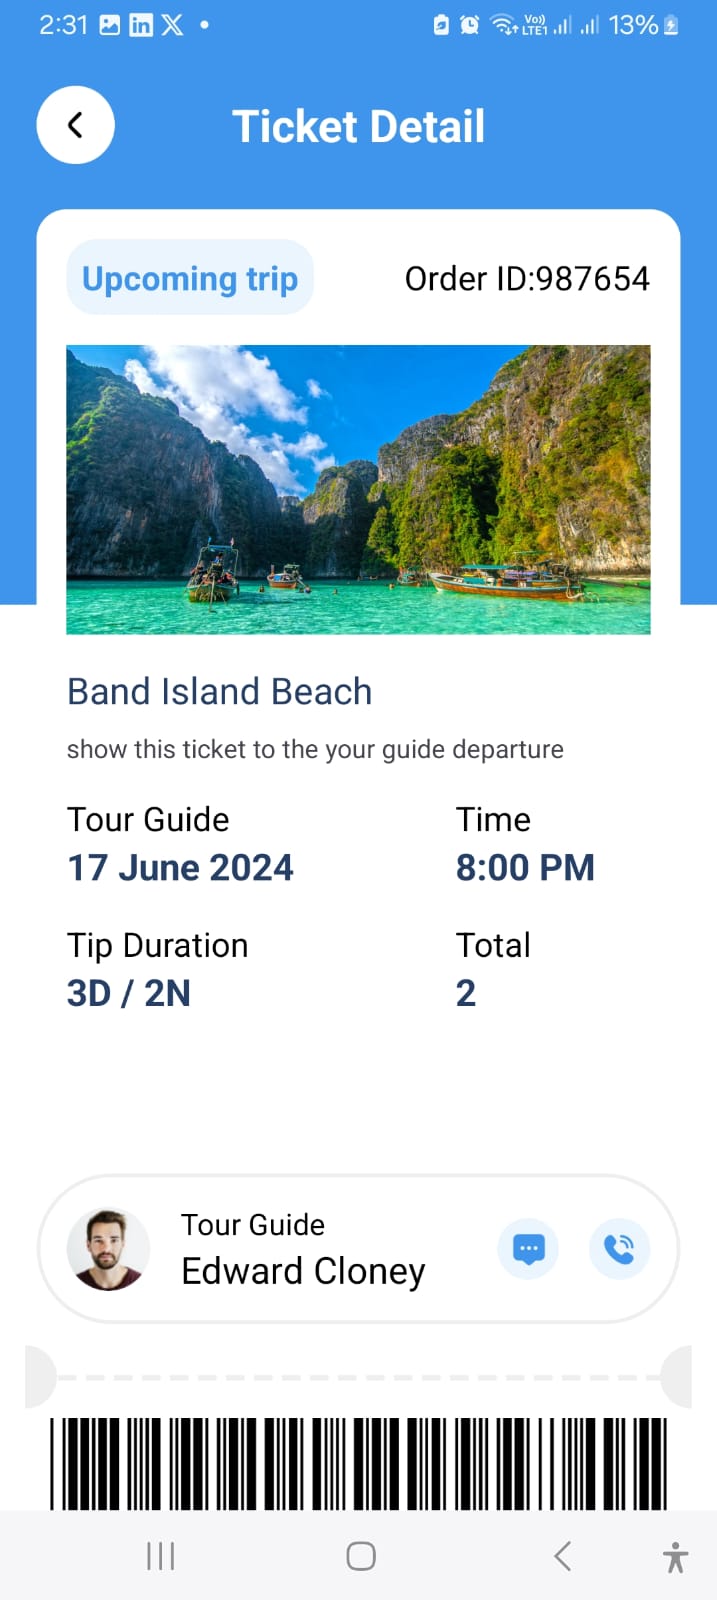 2:31
Vo))
LTE1
13%
Ticket Detail
Upcoming trip
Order ID:987654
Band Island Beach
show this ticket to the your guide departure
Tour Guide
Time
17 June 2024
8:00 PM
Tip Duration
Total
3D / 2N
2
Tour Guide
Edward Cloney